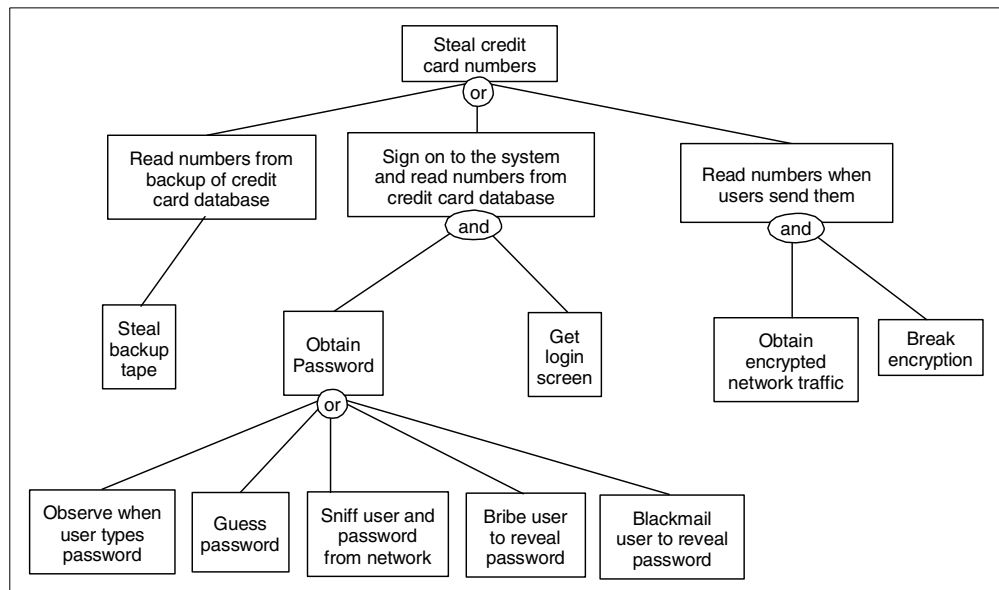 Steal credit
card numbers
or
Read numbers from
backup of credit
card database
Sign on to the system
and read numbers from
credit card database
and
Read numbers when
users send them
and
Steal
backup
tape
Obtain
Password
or
Get
login
screen
Obtain
encrypted
network traffic
Break
encryption
Observe when
user types
password
Guess
password
Sniff user and
password
from network
Bribe user
to reveal
password
Blackmail
user to reveal
password